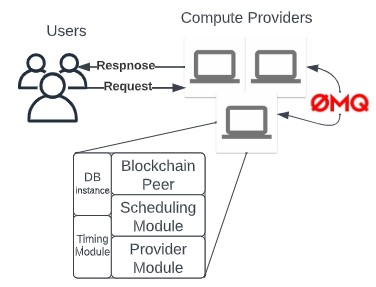 Users
Compute Providers
Respnose
Request
ØMQ
DB
instance
Blockchain
Peer
Scheduling
Module
Timing
Module
Provider
Module